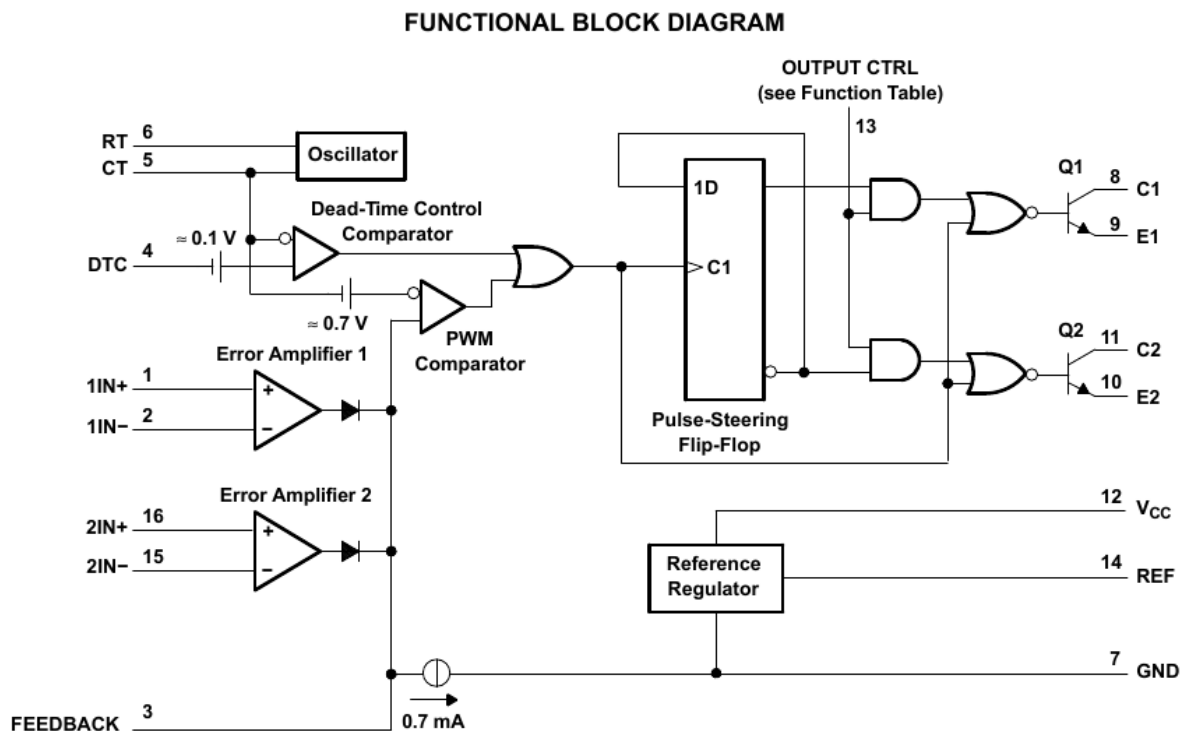 FUNCTIONAL BLOCK DIAGRAM
OUTPUT CTRL
(see Function Table)
13
RT 6
CT 5
Oscillator
Dead-Time Control
Comparator
≈ 0.1 V
DTC 4
≈ 0.7 V
PWM
Comparator
1D
C1
Pulse-Steering
Flip-Flop
Q1
8 C1
9 E1
Q2
11 C2
10 E2
Error Amplifier 1
1IN+ 1
+
1IN− 2
−
Error Amplifier 2
2IN+ 16
+
2IN− 15
−
12 VCC
Reference
Regulator
14 REF
7 GND
0.7 mA
FEEDBACK 3